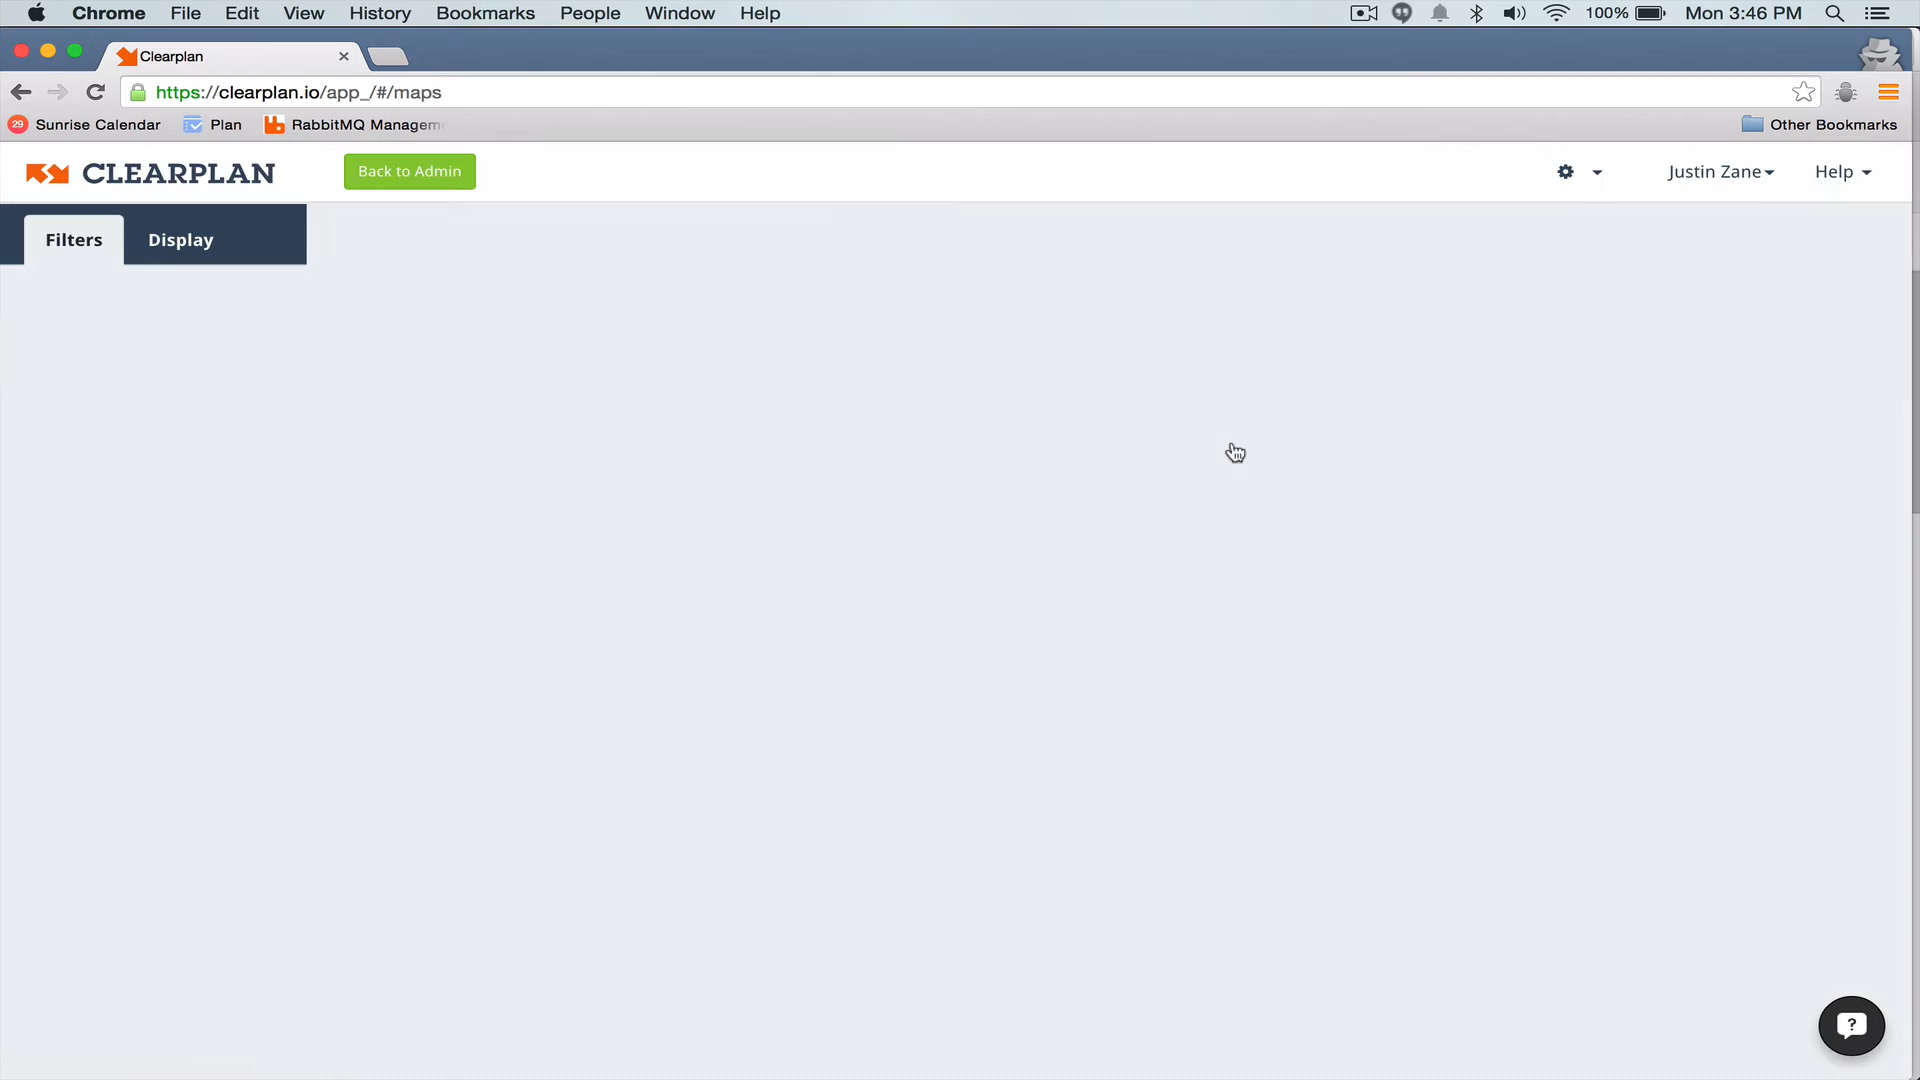 Chrome File Edit View History Bookmarks People Window Help 100% Mon 3:46 PM
Clearplan
https://clearplan.io/app_/#/maps
29 Sunrise Calendar Plan RabbitMQ Managem Other Bookmarks
CLEARPLAN Back to Admin Justin Zane Help
Filters Display
?